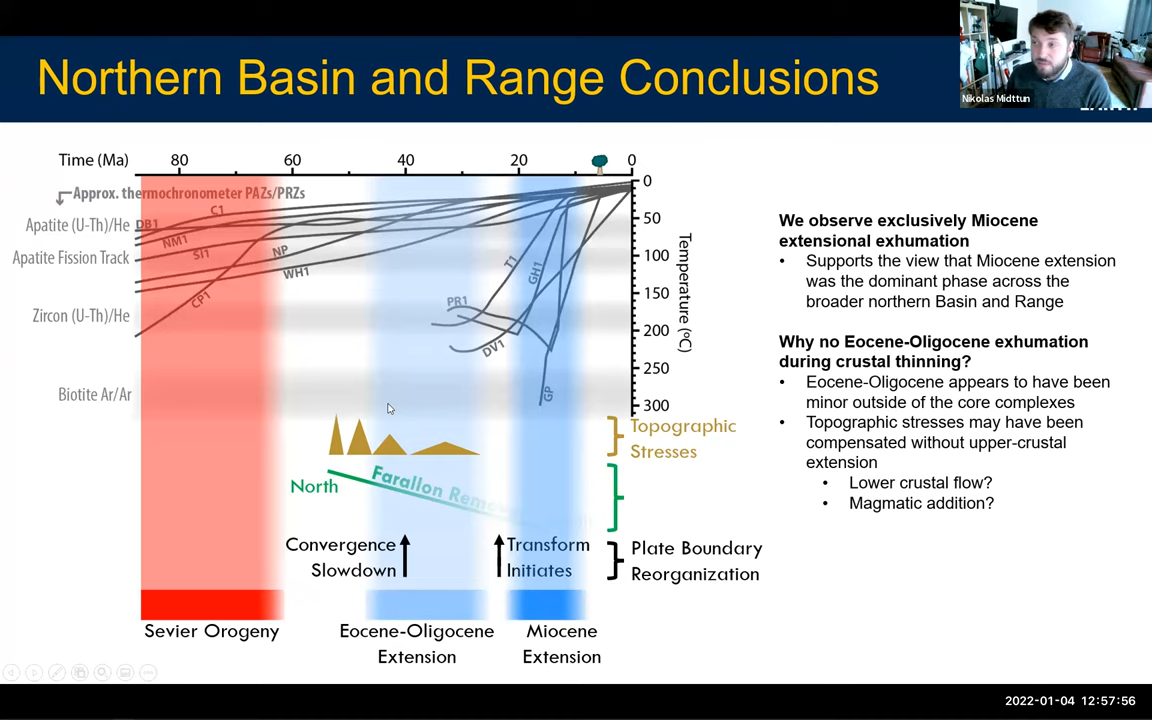 Northern Basin and Range Conclusions
Nikolas Midttun
Time (Ma)
80
60
40
20
0
Approx. thermochronometer PAZs/PRZs
Apatite (U-Th)/He
Apatite Fission Track
Zircon (U-Th)/He
Biotite Ar/Ar
DB1
C1
NM1
SI1
NP
WH1
CP1
PR1
T1
GH1
DV1
GP
0
50
100
150
200
250
300
Temperature (°C)
Topographic
Stresses
North
Farallon Rem
Convergence
Slowdown
Transform
Initiates
Plate Boundary
Reorganization
Sevier Orogeny
Eocene-Oligocene
Extension
Miocene
Extension
We observe exclusively Miocene
extensional exhumation
• Supports the view that Miocene extension
was the dominant phase across the
broader northern Basin and Range
Why no Eocene-Oligocene exhumation
during crustal thinning?
• Eocene-Oligocene appears to have been
minor outside of the core complexes
• Topographic stresses may have been
compensated without upper-crustal
extension
• Lower crustal flow?
• Magmatic addition?
2022-01-04 12:57:56